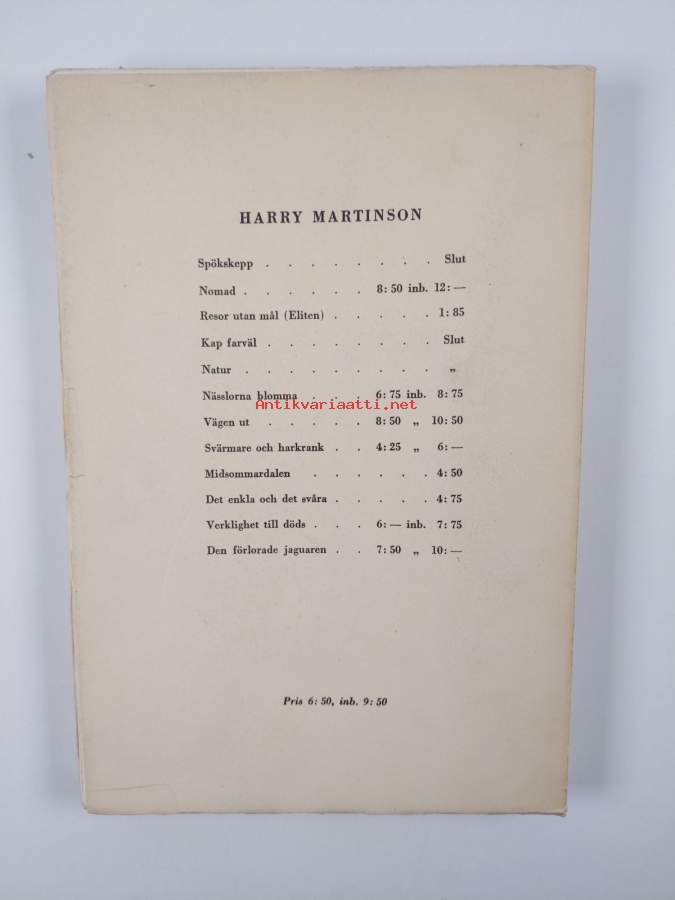 HARRY MARTINSON
Spökskepp . . . . . . . . Slut
Nomad . . . . . . 8: 50 inb. 12: —
Resor utan mål (Eliten) . . . . . 1: 85
Kap farväl . . . . . . . . Slut
Natur . . . . . . . . . „
Nässlorna blomma . . . 6: 75 inb. 8: 75
Antikvariaatti.net
Vägen ut . . . . . 8: 50 „ 10: 50
Svärmare och harkrank . . 4: 25 „ 6: —
Midsommardalen . . . . . 4: 50
Det enkla och det svåra . . . . . 4: 75
Verklighet till döds . . . 6: — inb. 7: 75
Den förlorade jaguaren . . 7: 50 „ 10: —
Pris 6: 50, inb. 9: 50